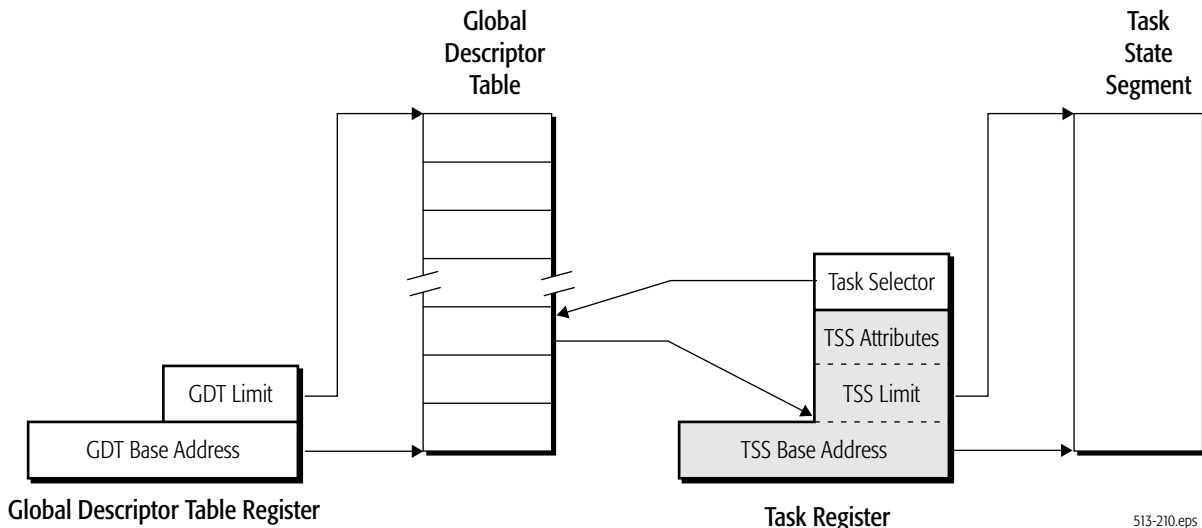 Global
Descriptor
Table
Task
State
Segment
Task Selector
TSS Attributes
GDT Limit
TSS Limit
GDT Base Address
TSS Base Address
Global Descriptor Table Register
Task Register
513-210.eps